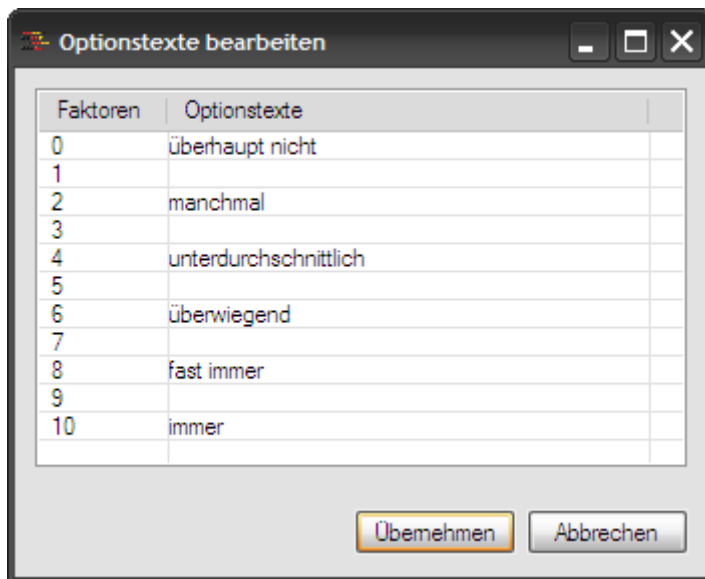 Optionstexte bearbeiten
Faktoren Optionstexte
0 überhaupt nicht
1
2 manchmal
3
4 unterdurchschnittlich
5
6 überwiegend
7
8 fast immer
9
10 immer
Übernehmen Abbrechen